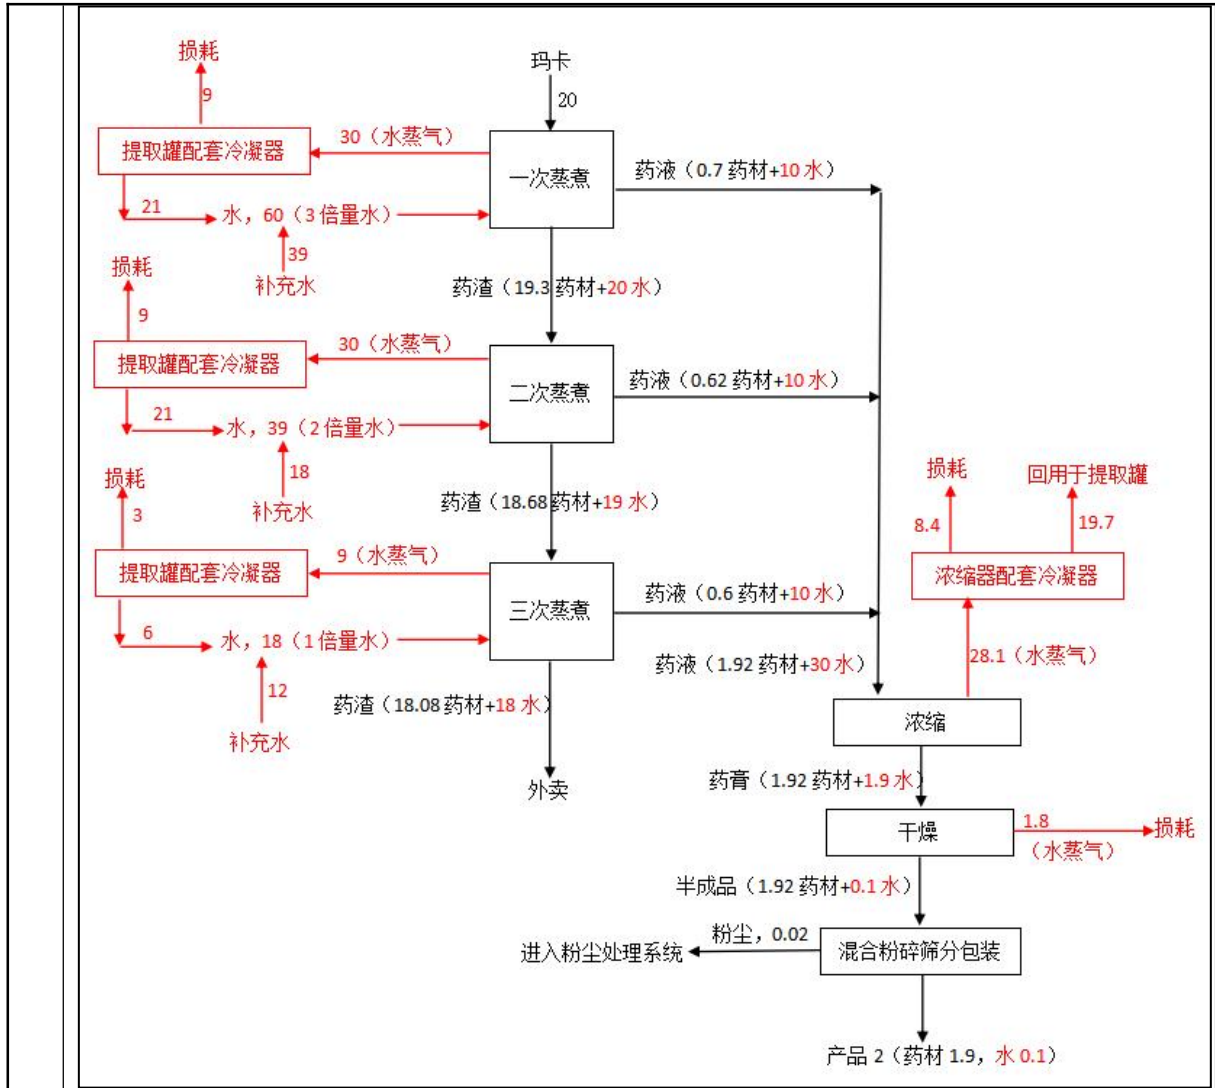 损耗
玛卡
9
20
提取罐配套冷凝器
30（水蒸气）
一次蒸煮
药液（0.7 药材+10 水）
21
水，60（3 倍量水）
39
补充水
损耗
药渣（19.3 药材+20 水）
9
提取罐配套冷凝器
30（水蒸气）
二次蒸煮
药液（0.62 药材+10 水）
21
水，39（2 倍量水）
18
补充水
损耗
3
药渣（18.68 药材+19 水）
损耗
回用于提取罐
8.4
19.7
提取罐配套冷凝器
9（水蒸气）
三次蒸煮
药液（0.6 药材+10 水）
浓缩器配套冷凝器
6
水，18（1 倍量水）
12
补充水
药液（1.92 药材+30 水）
28.1（水蒸气）
药渣（18.08 药材+18 水）
浓缩
外卖
药膏（1.92 药材+1.9 水）
干燥
1.8
（水蒸气）
损耗
半成品（1.92 药材+0.1 水）
粉尘，0.02
进入粉尘处理系统
混合粉碎筛分包装
产品 2（药材 1.9，水 0.1）